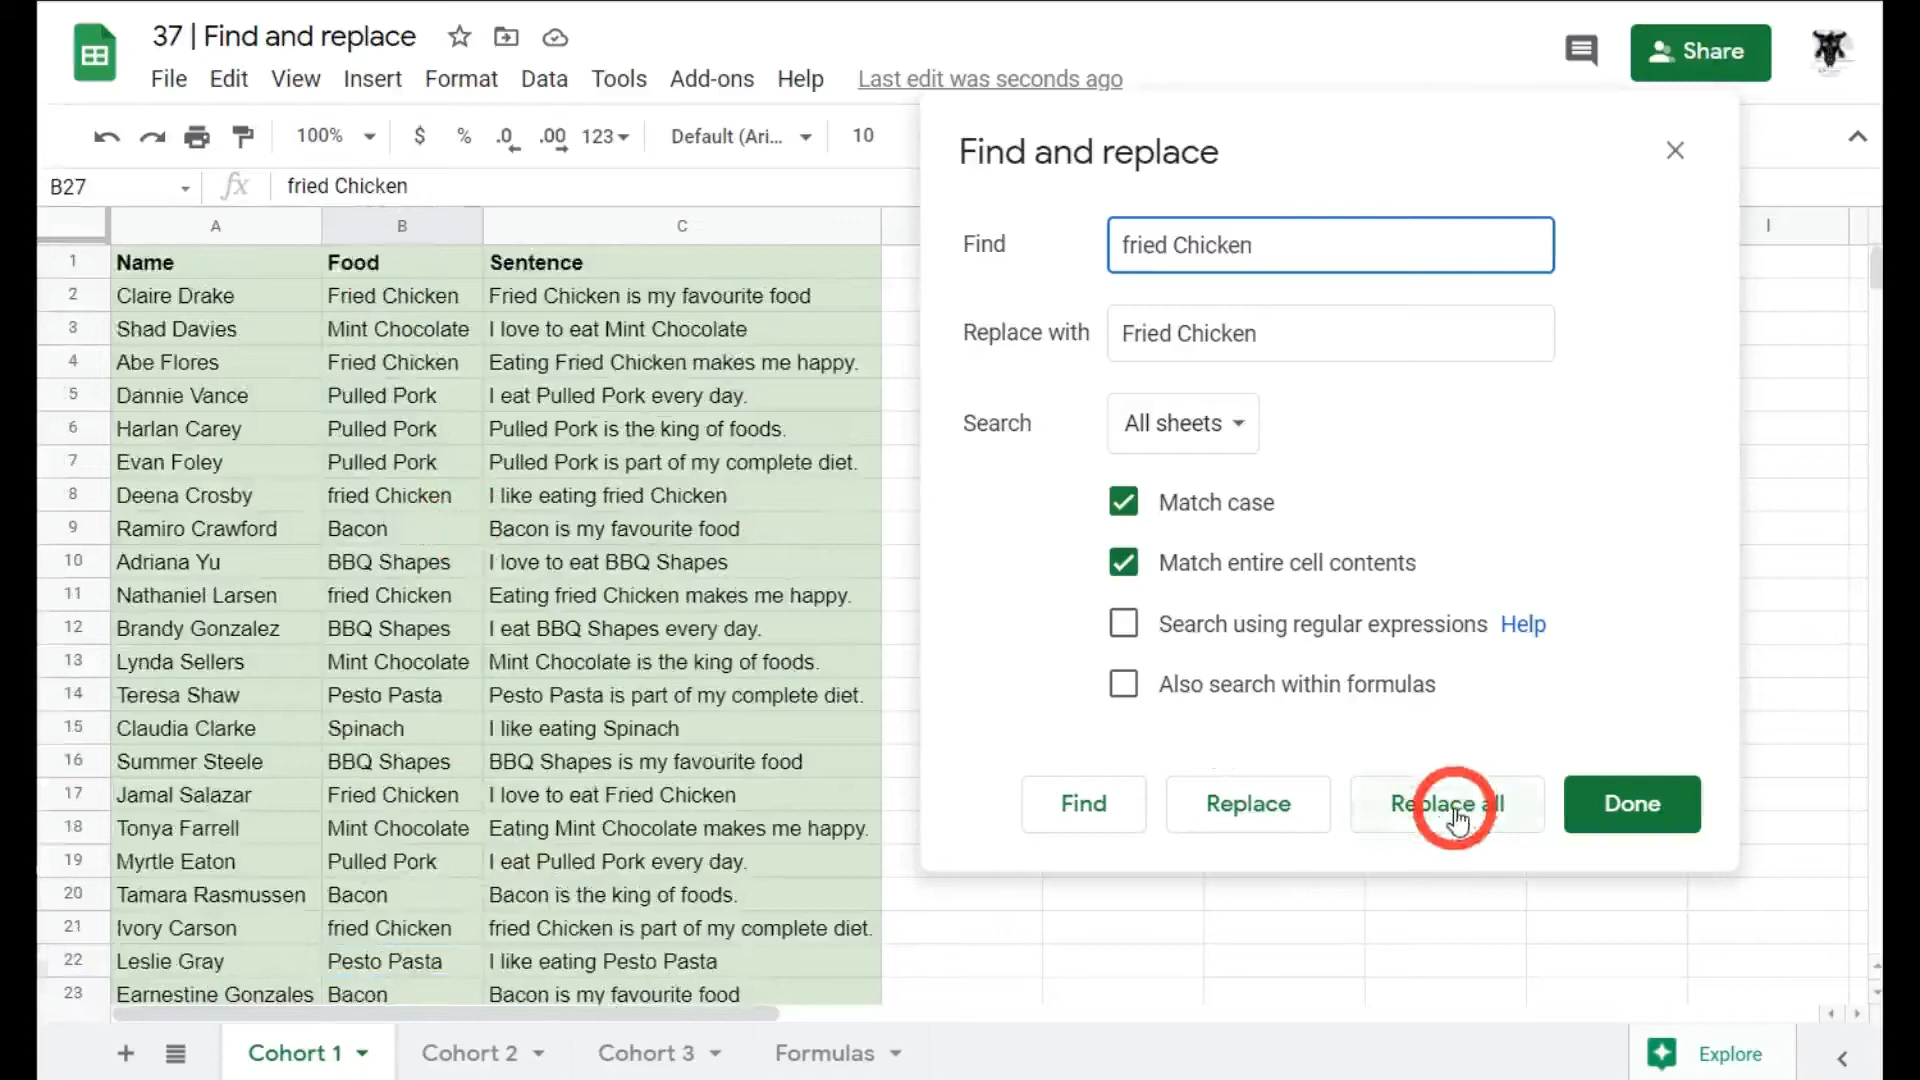 37 | Find and replace
Share
File Edit View Insert Format Data Tools Add-ons Help Last edit was seconds ago
100% $ % .0 .00 123 Default (Ari... 10
B27 fx fried Chicken
A B C I
1 Name Food Sentence
2 Claire Drake Fried Chicken Fried Chicken is my favourite food
3 Shad Davies Mint Chocolate I love to eat Mint Chocolate
4 Abe Flores Fried Chicken Eating Fried Chicken makes me happy.
5 Dannie Vance Pulled Pork I eat Pulled Pork every day.
6 Harlan Carey Pulled Pork Pulled Pork is the king of foods.
7 Evan Foley Pulled Pork Pulled Pork is part of my complete diet.
8 Deena Crosby fried Chicken I like eating fried Chicken
9 Ramiro Crawford Bacon Bacon is my favourite food
10 Adriana Yu BBQ Shapes I love to eat BBQ Shapes
11 Nathaniel Larsen fried Chicken Eating fried Chicken makes me happy.
12 Brandy Gonzalez BBQ Shapes I eat BBQ Shapes every day.
13 Lynda Sellers Mint Chocolate Mint Chocolate is the king of foods.
14 Teresa Shaw Pesto Pasta Pesto Pasta is part of my complete diet.
15 Claudia Clarke Spinach I like eating Spinach
16 Summer Steele BBQ Shapes BBQ Shapes is my favourite food
17 Jamal Salazar Fried Chicken I love to eat Fried Chicken
18 Tonya Farrell Mint Chocolate Eating Mint Chocolate makes me happy.
19 Myrtle Eaton Pulled Pork I eat Pulled Pork every day.
20 Tamara Rasmussen Bacon Bacon is the king of foods.
21 Ivory Carson fried Chicken fried Chicken is part of my complete diet.
22 Leslie Gray Pesto Pasta I like eating Pesto Pasta
23 Earnestine Gonzales Bacon Bacon is my favourite food
Find and replace
Find fried Chicken
Replace with Fried Chicken
Search All sheets
Match case
Match entire cell contents
Search using regular expressions Help
Also search within formulas
Find Replace Replace all Done
Cohort 1 Cohort 2 Cohort 3 Formulas Explore